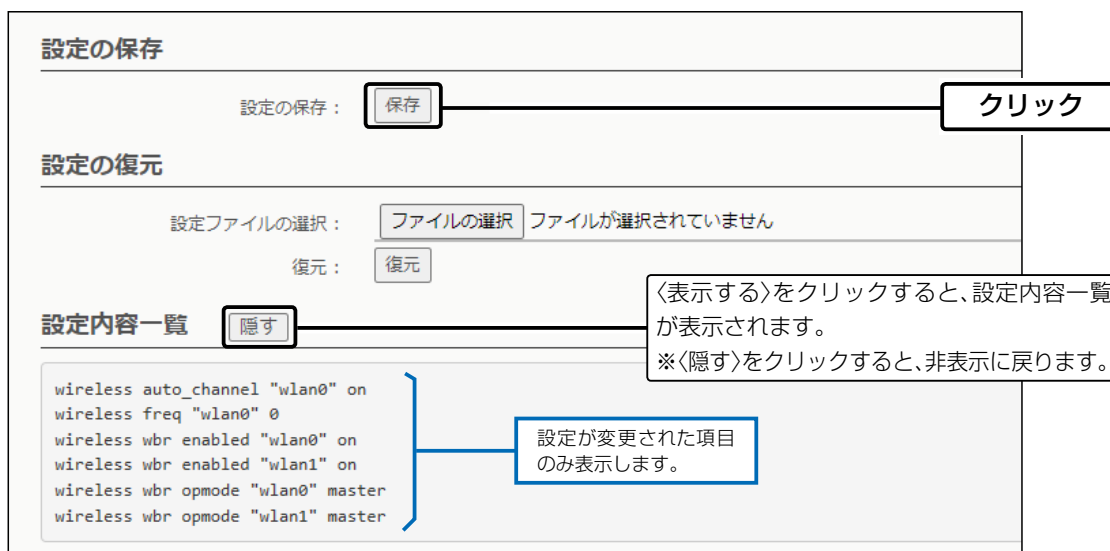 設定の保存
設定の保存： 保存
クリック
設定の復元
設定ファイルの選択： ファイルの選択 ファイルが選択されていません
復元： 復元
〈表示する〉をクリックすると、設定内容一覧
が表示されます。
※〈隠す〉をクリックすると、非表示に戻ります。
設定内容一覧 隠す
wireless auto_channel "wlan0" on
wireless freq "wlan0" 0
wireless wbr enabled "wlan0" on
wireless wbr enabled "wlan1" on
wireless wbr opmode "wlan0" master
wireless wbr opmode "wlan1" master
設定が変更された項目
のみ表示します。